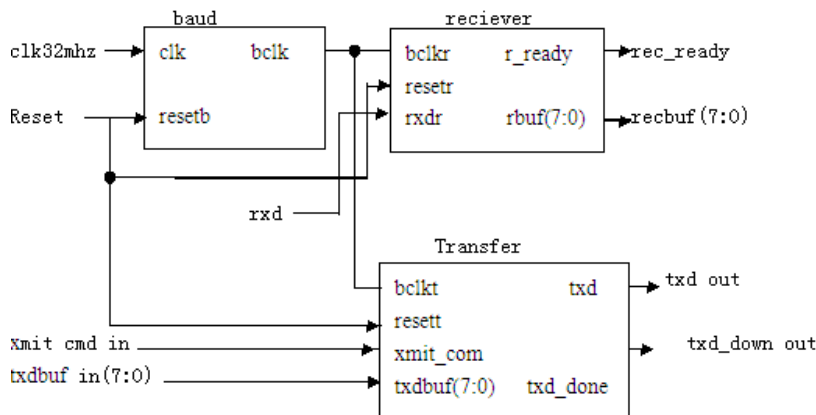 baud
reciever
clk32mhz
clk
bclk
bclkr
r_ready
rec_ready
resetr
Reset
resetb
rxdr
rbuf(7:0)
recbuf(7:0)
rxd
Transfer
bclkt
txd
txd out
resett
xmit cmd in
xmit_com
txd_down out
txdbuf in(7:0)
txdbuf(7:0)
txd_done